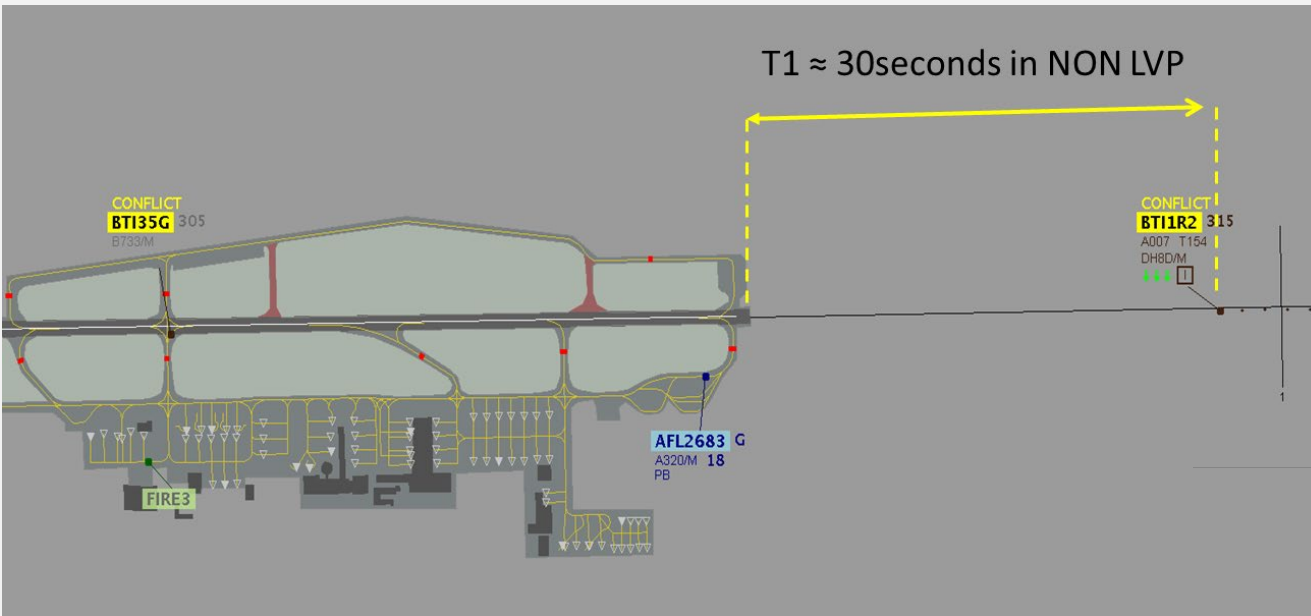 T1 ≈ 30seconds in NON LVP
CONFLICT
BTI35G 305
B733/M
CONFLICT
BTI1R2 315
A007 T154
DH8D/M
I
1
AFL2683 G
A320/M 18
PB
FIRE3